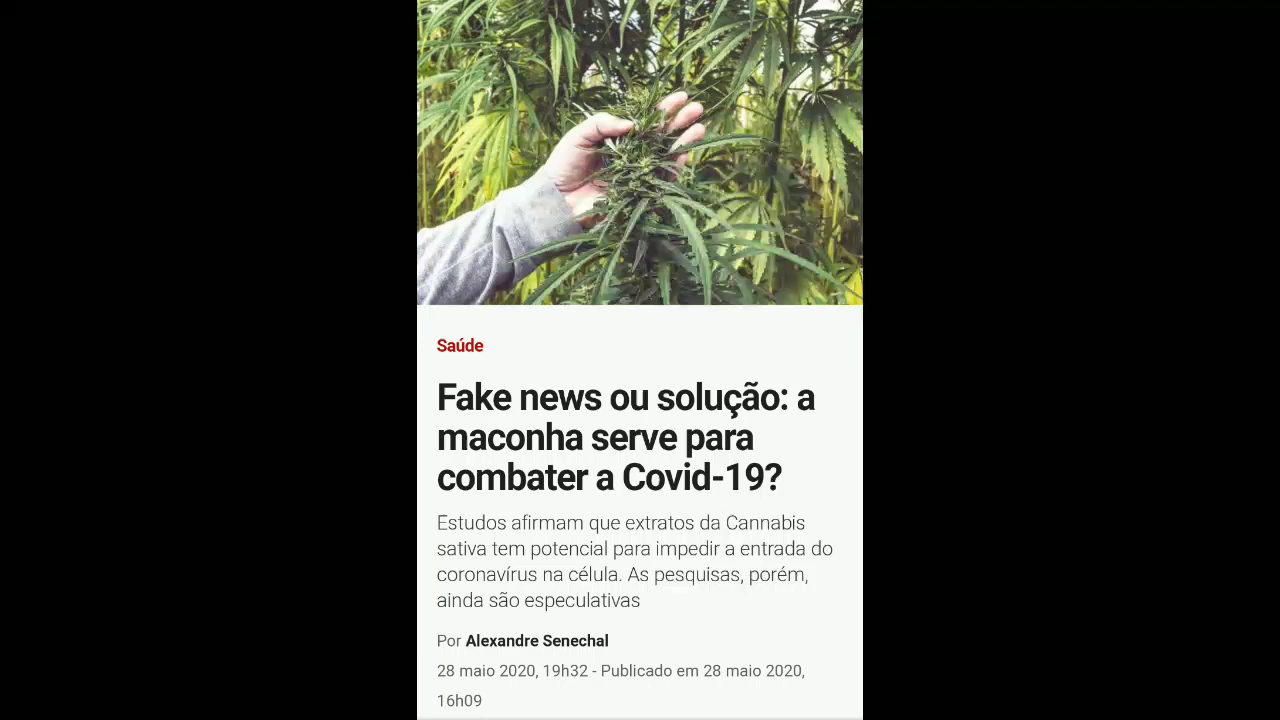 Saúde
Fake news ou solução: a
maconha serve para
combater a Covid-19?
Estudos afirmam que extratos da Cannabis
sativa tem potencial para impedir a entrada do
coronavírus na célula. As pesquisas, porém,
ainda são especulativas
Por Alexandre Senechal
28 maio 2020, 19h32 - Publicado em 28 maio 2020,
16h09